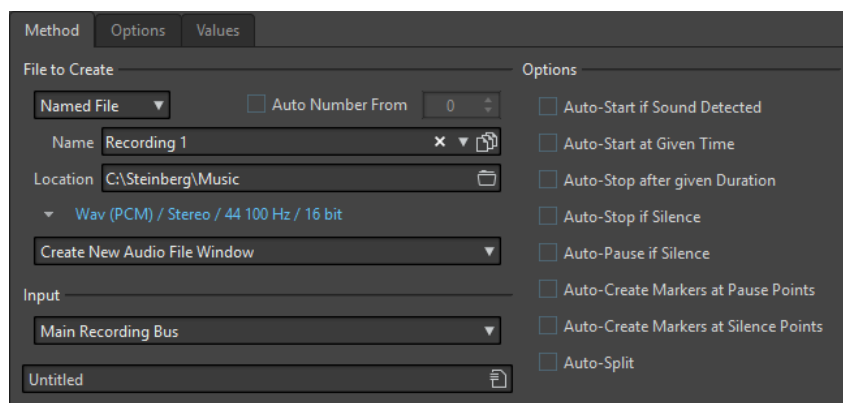 Method Options Values
File to Create
Named File Auto Number From 0
Name Recording 1
Location C:\Steinberg\Music
Wav (PCM) / Stereo / 44 100 Hz / 16 bit
Create New Audio File Window
Input
Main Recording Bus
Untitled
Options
Auto-Start if Sound Detected
Auto-Start at Given Time
Auto-Stop after given Duration
Auto-Stop if Silence
Auto-Pause if Silence
Auto-Create Markers at Pause Points
Auto-Create Markers at Silence Points
Auto-Split